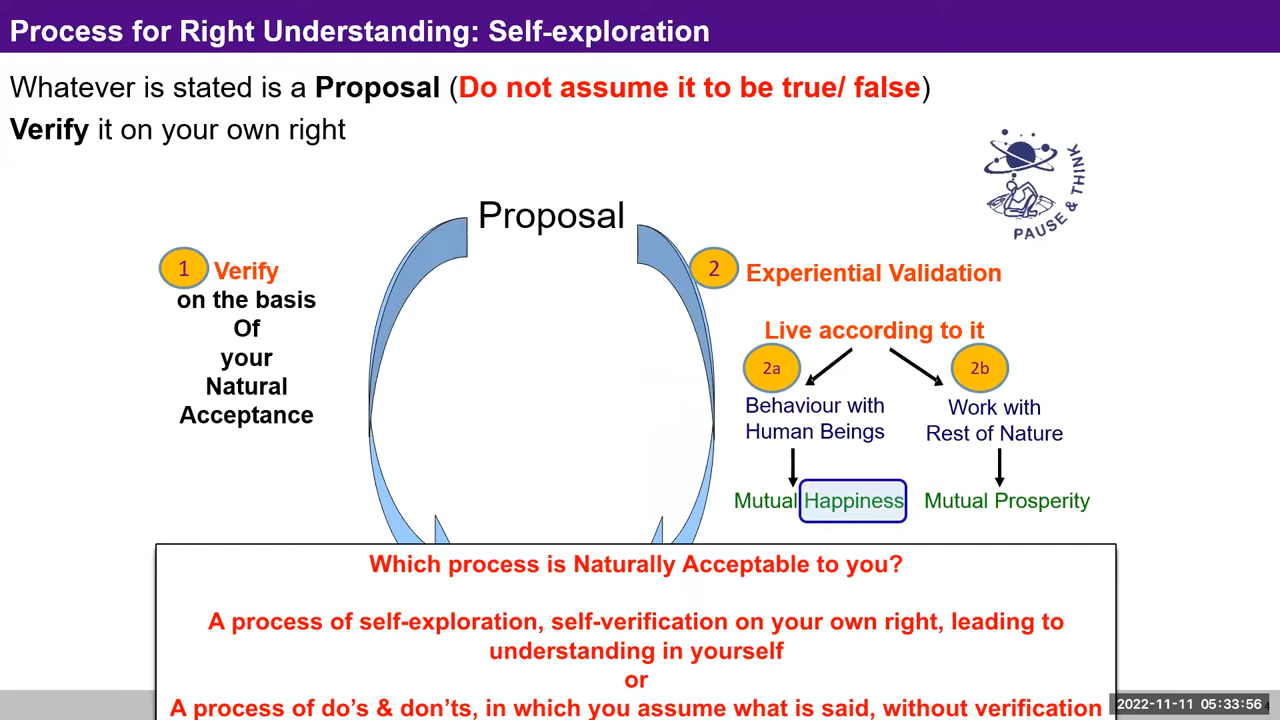 Process for Right Understanding: Self-exploration
Whatever is stated is a Proposal (Do not assume it to be true/ false)
Verify it on your own right
PAUSE & THINK
Proposal
1 Verify
on the basis
Of
your
Natural
Acceptance
2 Experiential Validation
Live according to it
2a
2b
Behaviour with
Human Beings
Work with
Rest of Nature
Mutual Happiness
Mutual Prosperity
Which process is Naturally Acceptable to you?
A process of self-exploration, self-verification on your own right, leading to
understanding in yourself
or
A process of do's & don'ts, in which you assume what is said, without verification
2022-11-11 05:33:56